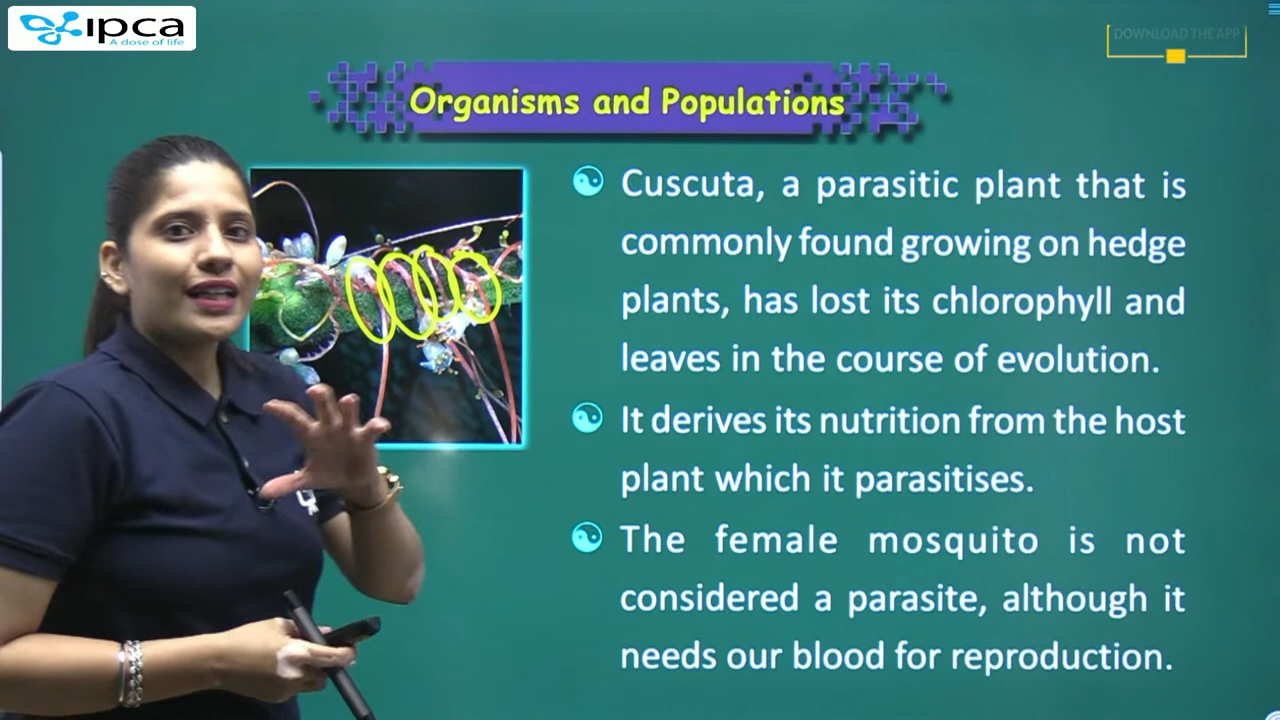 ipca
A dose of life
DOWNLOAD THE APP
Organisms and Populations
Cuscuta, a parasitic plant that is
commonly found growing on hedge
plants, has lost its chlorophyll and
leaves in the course of evolution.
It derives its nutrition from the host
plant which it parasitises.
The female mosquito is not
considered a parasite, although it
needs our blood for reproduction.